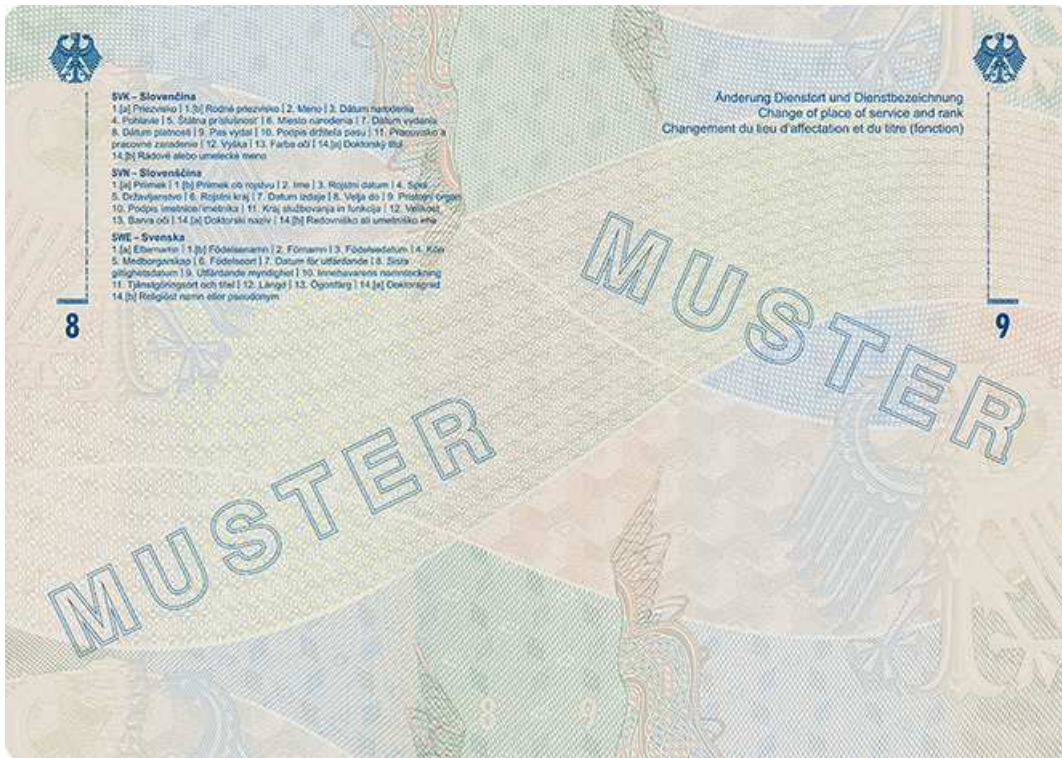 SVK – Slovenčina
1.[a] Priezvisko | 1.[b] Rodné priezvisko | 2. Meno | 3. Dátum narodenia
4. Pohlavie | 5. Štátna príslušnosť | 6. Miesto narodenia | 7. Dátum vydania
8. Dátum platnosti | 9. Pas vydal | 10. Podpis držiteľa pasu | 11. Pracovisko a
pracovné zaradenie | 12. Výška | 13. Farba očí | 14.[a] Doktorský titul
14.[b] Rádové alebo umelecké meno
SVN – Slovenščina
1.[a] Priimek | 1.[b] Priimek ob rojstvu | 2. Ime | 3. Rojstni datum | 4. Spol
5. Državljanstvo | 6. Rojstni kraj | 7. Datum izdaje | 8. Velja do | 9. Pristojni organ
10. Podpis imetnice/imetnika | 11. Kraj službovanja in funkcija | 12. Velikost
13. Barva oči | 14.[a] Doktorski naziv | 14.[b] Redovniško ali umetniško ime
SWE – Svenska
1.[a] Efternamn | 1.[b] Födelsenamn | 2. Förnamn | 3. Födelsedatum | 4. Kön
5. Medborgarskap | 6. Födelseort | 7. Datum för utfärdande | 8. Sista
giltighetsdatum | 9. Utfärdande myndighet | 10. Innehavarens namnteckning
11. Tjänstgöringsort och titel | 12. Längd | 13. Ögonfärg | 14.[a] Doktorsgrad
14.[b] Religiöst namn eller pseudonym
8
Änderung Dienstort und Dienstbezeichnung
Change of place of service and rank
Changement du lieu d'affectation et du titre (fonction)
9
MUSTER
MUSTER
8 9